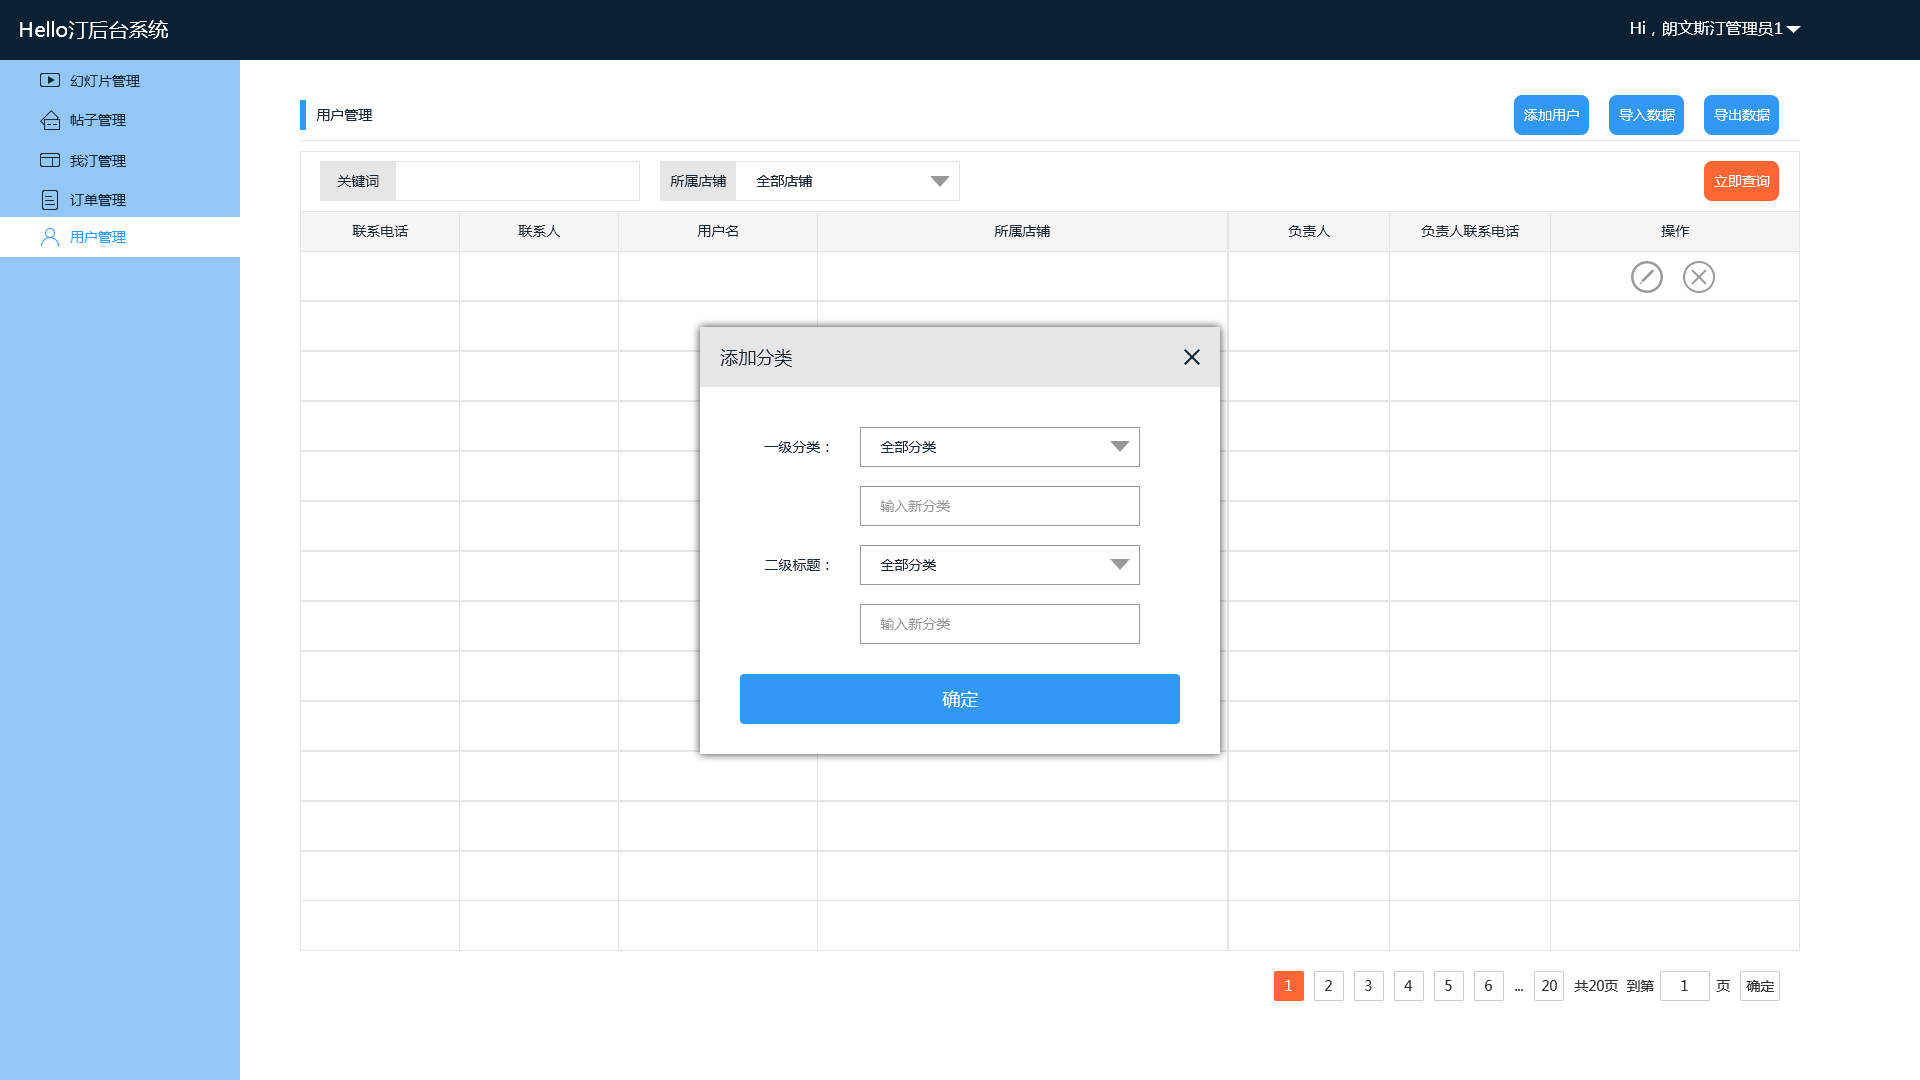 Hello汀后台系统
Hi，朗文斯汀管理员1
幻灯片管理
帖子管理
我汀管理
订单管理
用户管理
用户管理
添加用户
导入数据
导出数据
关键词
所属店铺
全部店铺
立即查询
联系电话
联系人
用户名
所属店铺
负责人
负责人联系电话
操作
添加分类
一级分类：
全部分类
输入新分类
二级标题：
全部分类
输入新分类
确定
1 2 3 4 5 6 ... 20 共20页 到第 1 页 确定